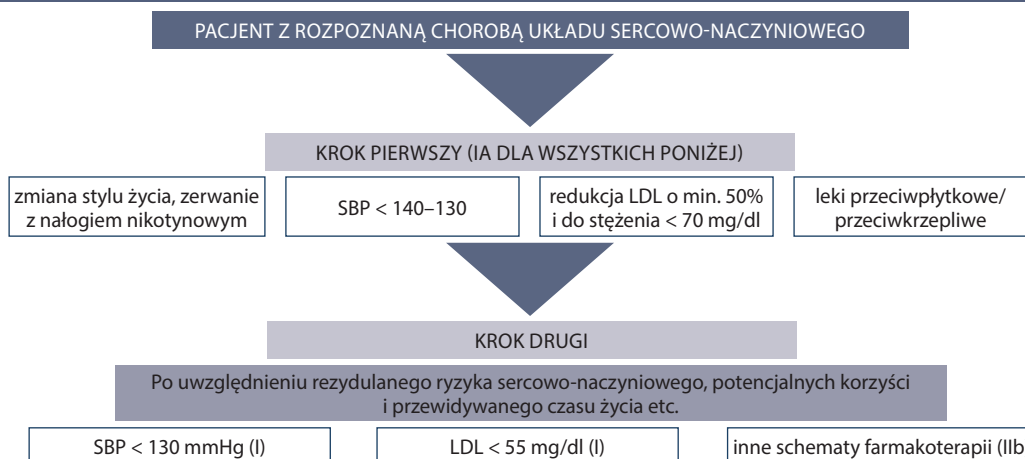 PACJENT Z ROZPOZNANĄ CHOROBĄ UKŁADU SERCOWO-NACZYNIOWEGO
KROK PIERWSZY (IA DLA WSZYSTKICH PONIŻEJ)
zmiana stylu życia, zerwanie
z nałogiem nikotynowym
SBP < 140–130
redukcja LDL o min. 50%
i do stężenia < 70 mg/dl
leki przeciwpłytkowe/
przeciwkrzepliwe
KROK DRUGI
Po uwzględnieniu rezydulanego ryzyka sercowo-naczyniowego, potencjalnych korzyści
i przewidywanego czasu życia etc.
SBP < 130 mmHg (I)
LDL < 55 mg/dl (I)
inne schematy farmakoterapii (IIb